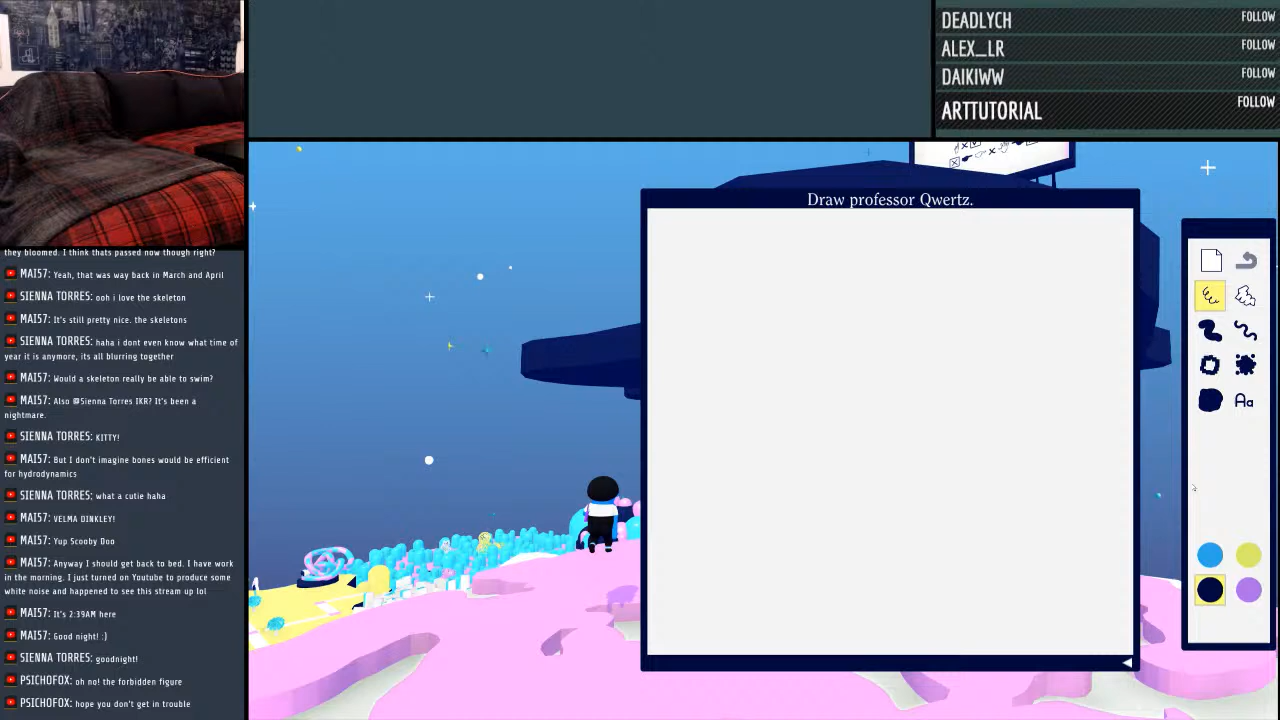 DEADLYCH FOLLOW
ALEX_LR FOLLOW
DAIKIWW FOLLOW
ARTTUTORIAL FOLLOW
Draw professor Qwertz.
Aa
they bloomed. I think thats passed now though right?
MAI57: Yeah, that was way back in March and April
SIENNA TORRES: ooh i love the skeleton
MAI57: It's still pretty nice. the skeletons
SIENNA TORRES: haha i dont even know what time of
year it is anymore, its all blurring together
MAI57: Would a skeleton really be able to swim?
MAI57: Also @Sienna Torres IKR? It's been a
nightmare.
SIENNA TORRES: KITTY!
MAI57: But I don't imagine bones would be efficient
for hydrodynamics
SIENNA TORRES: what a cutie haha
MAI57: VELMA DINKLEY!
MAI57: Yup Scooby Doo
MAI57: Anyway I should get back to bed. I have work
in the morning. I just turned on Youtube to produce some
white noise and happened to see this stream up lol
MAI57: It's 2:39AM here
MAI57: Good night! :)
SIENNA TORRES: goodnight!
PSICHOFOX: oh no! the forbidden figure
PSICHOFOX: hope you don't get in trouble